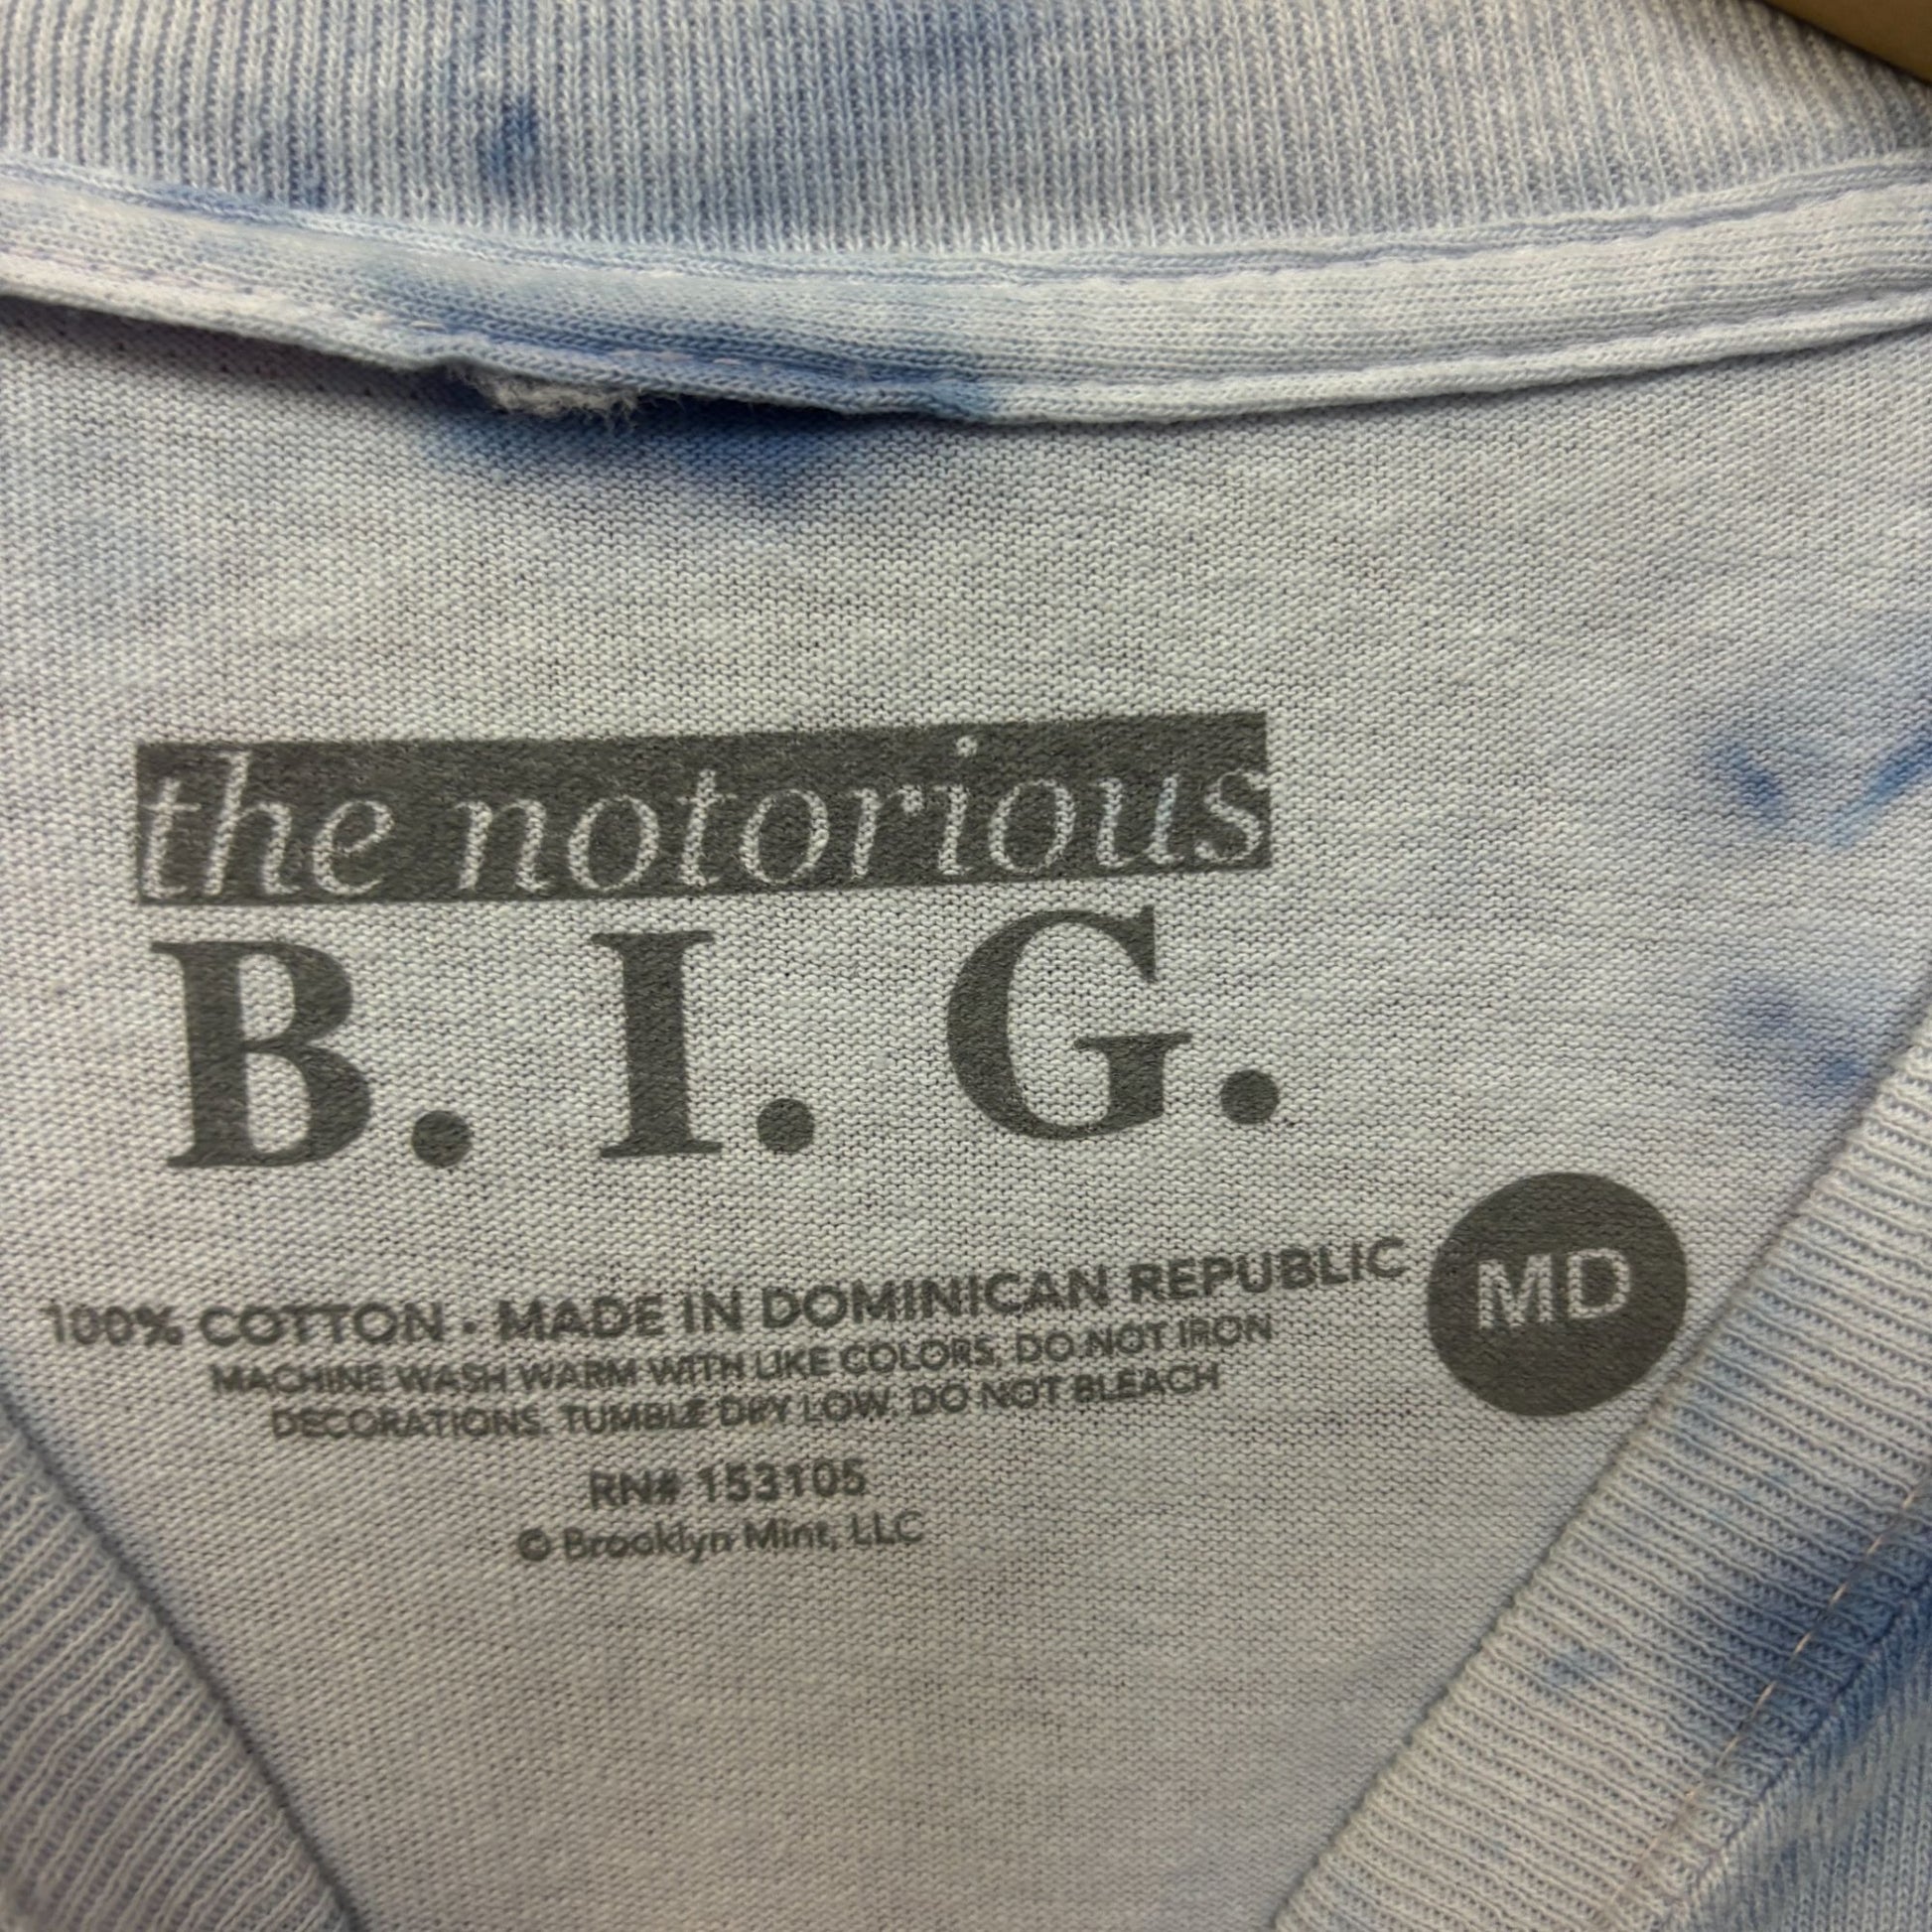 the notorious
B. I. G.
100% COTTON • MADE IN DOMINICAN REPUBLIC
MD
MACHINE WASH WARM WITH LIKE COLORS, DO NOT IRON
DECORATIONS, TUMBLE DRY LOW, DO NOT BLEACH
RN# 153105
© Brooklyn Mint, LLC